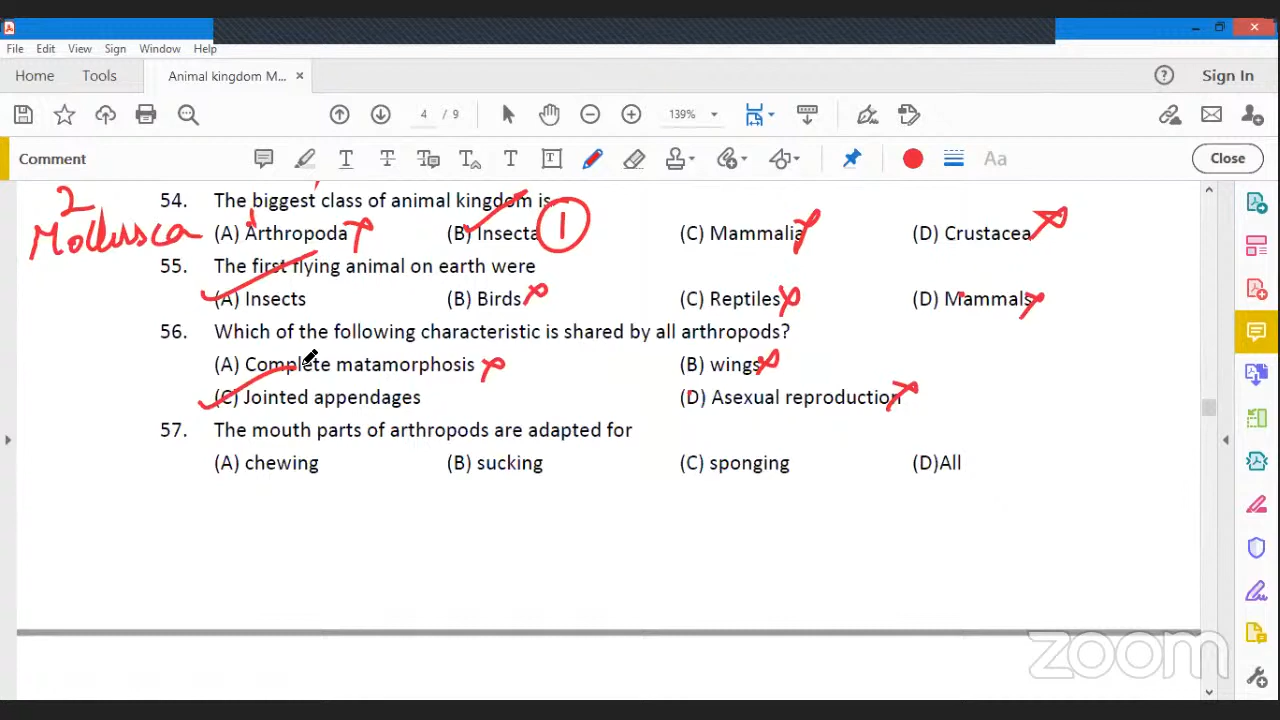 File Edit View Sign Window Help
Home Tools Animal kingdom M... × Sign In
4 / 9 139%
Comment Aa Close
2
54. The biggest class of animal kingdom is
Mollusca (A) Arthropoda (B) Insecta 1 (C) Mammalia (D) Crustacea
55. The first flying animal on earth were
(A) Insects (B) Birds (C) Reptiles (D) Mammals
56. Which of the following characteristic is shared by all arthropods?
(A) Complete matamorphosis (B) wings
(C) Jointed appendages (D) Asexual reproduction
57. The mouth parts of arthropods are adapted for
(A) chewing (B) sucking (C) sponging (D)All
zoom